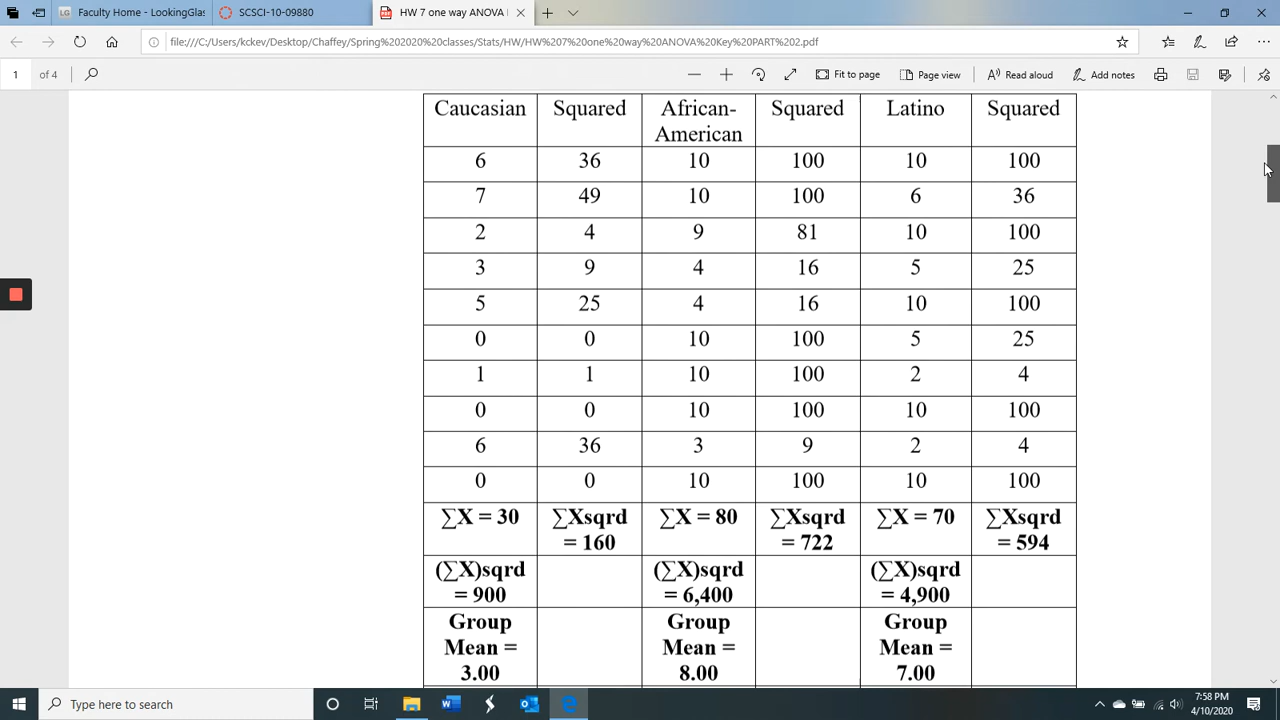 LG Faculty Home - LookingGlas
SCSCI-10-09880
HW 7 one way ANOVA
file:///C:/Users/kckev/Desktop/Chaffey/Spring%202020%20classes/Stats/HW/HW%207%20one%20way%20ANOVA%20Key%20PART%202.pdf
1 of 4
Fit to page
Page view
Read aloud
Add notes
Caucasian Squared African- Latino Squared
American Squared
6 36 10 100 10 100
7 49 10 100 6 36
2 4 9 81 10 100
3 9 4 16 5 25
5 25 4 16 10 100
0 0 10 100 5 25
1 1 10 100 2 4
0 0 10 100 10 100
6 36 3 9 2 4
0 0 10 100 10 100
∑X = 30 ∑Xsqrd ∑X = 80 ∑Xsqrd ∑X = 70 ∑Xsqrd
= 160 = 722 = 594
(∑X)sqrd (∑X)sqrd (∑X)sqrd
= 900 = 6,400 = 4,900
Group Group Group
Mean = Mean = Mean =
3.00 8.00 7.00
Type here to search
7:58 PM
4/10/2020